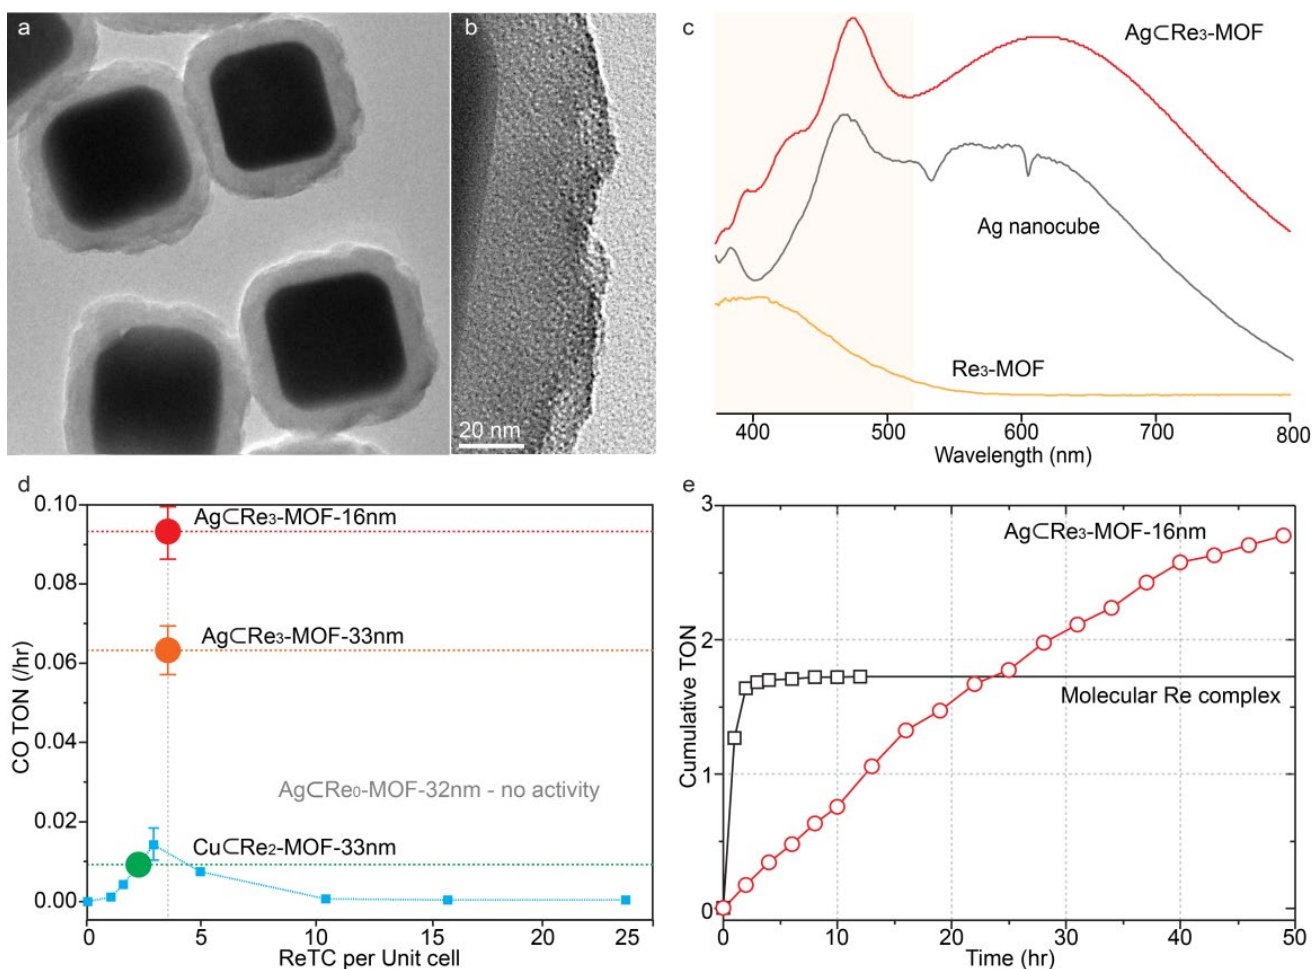 a
b
20 nm
c
Ag⊂Re₃-MOF
Ag nanocube
Re₃-MOF
400
500
600
700
800
Wavelength (nm)
d
0.10
0.08
0.06
0.04
0.02
0.00
CO TON (/hr)
Ag⊂Re₃-MOF-16nm
Ag⊂Re₃-MOF-33nm
Ag⊂Re₀-MOF-32nm - no activity
Cu⊂Re₂-MOF-33nm
0
5
10
15
20
25
ReTC per Unit cell
e
3
2
1
0
Cumulative TON
Ag⊂Re₃-MOF-16nm
Molecular Re complex
0
10
20
30
40
50
Time (hr)